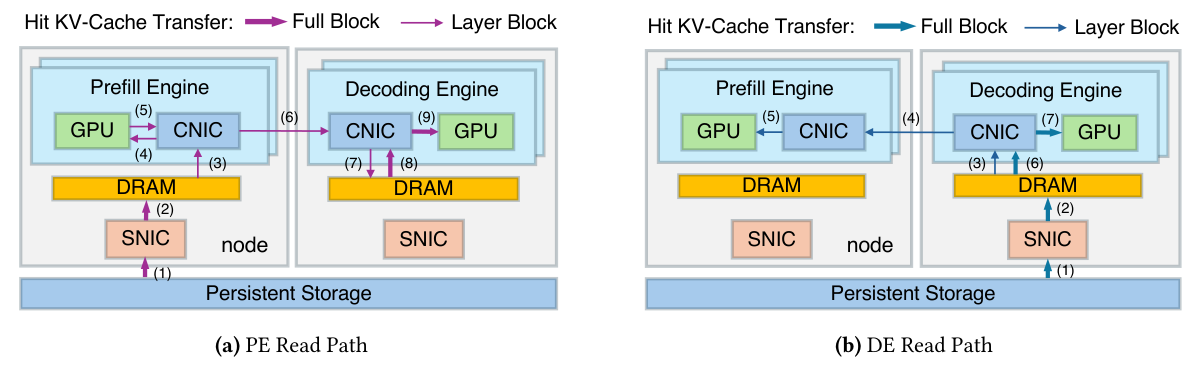 Hit KV-Cache Transfer: Full Block Layer Block
Prefill Engine
GPU (5) CNIC
(4)
(3)
DRAM
(2)
SNIC
node
(1)
(6)
Decoding Engine
CNIC (9) GPU
(7) (8)
DRAM
SNIC
Persistent Storage
(a) PE Read Path
Hit KV-Cache Transfer: Full Block Layer Block
Prefill Engine
GPU (5) CNIC
DRAM
SNIC
node
(4)
Decoding Engine
CNIC (7) GPU
(3) (6)
DRAM
(2)
SNIC
(1)
Persistent Storage
(b) DE Read Path